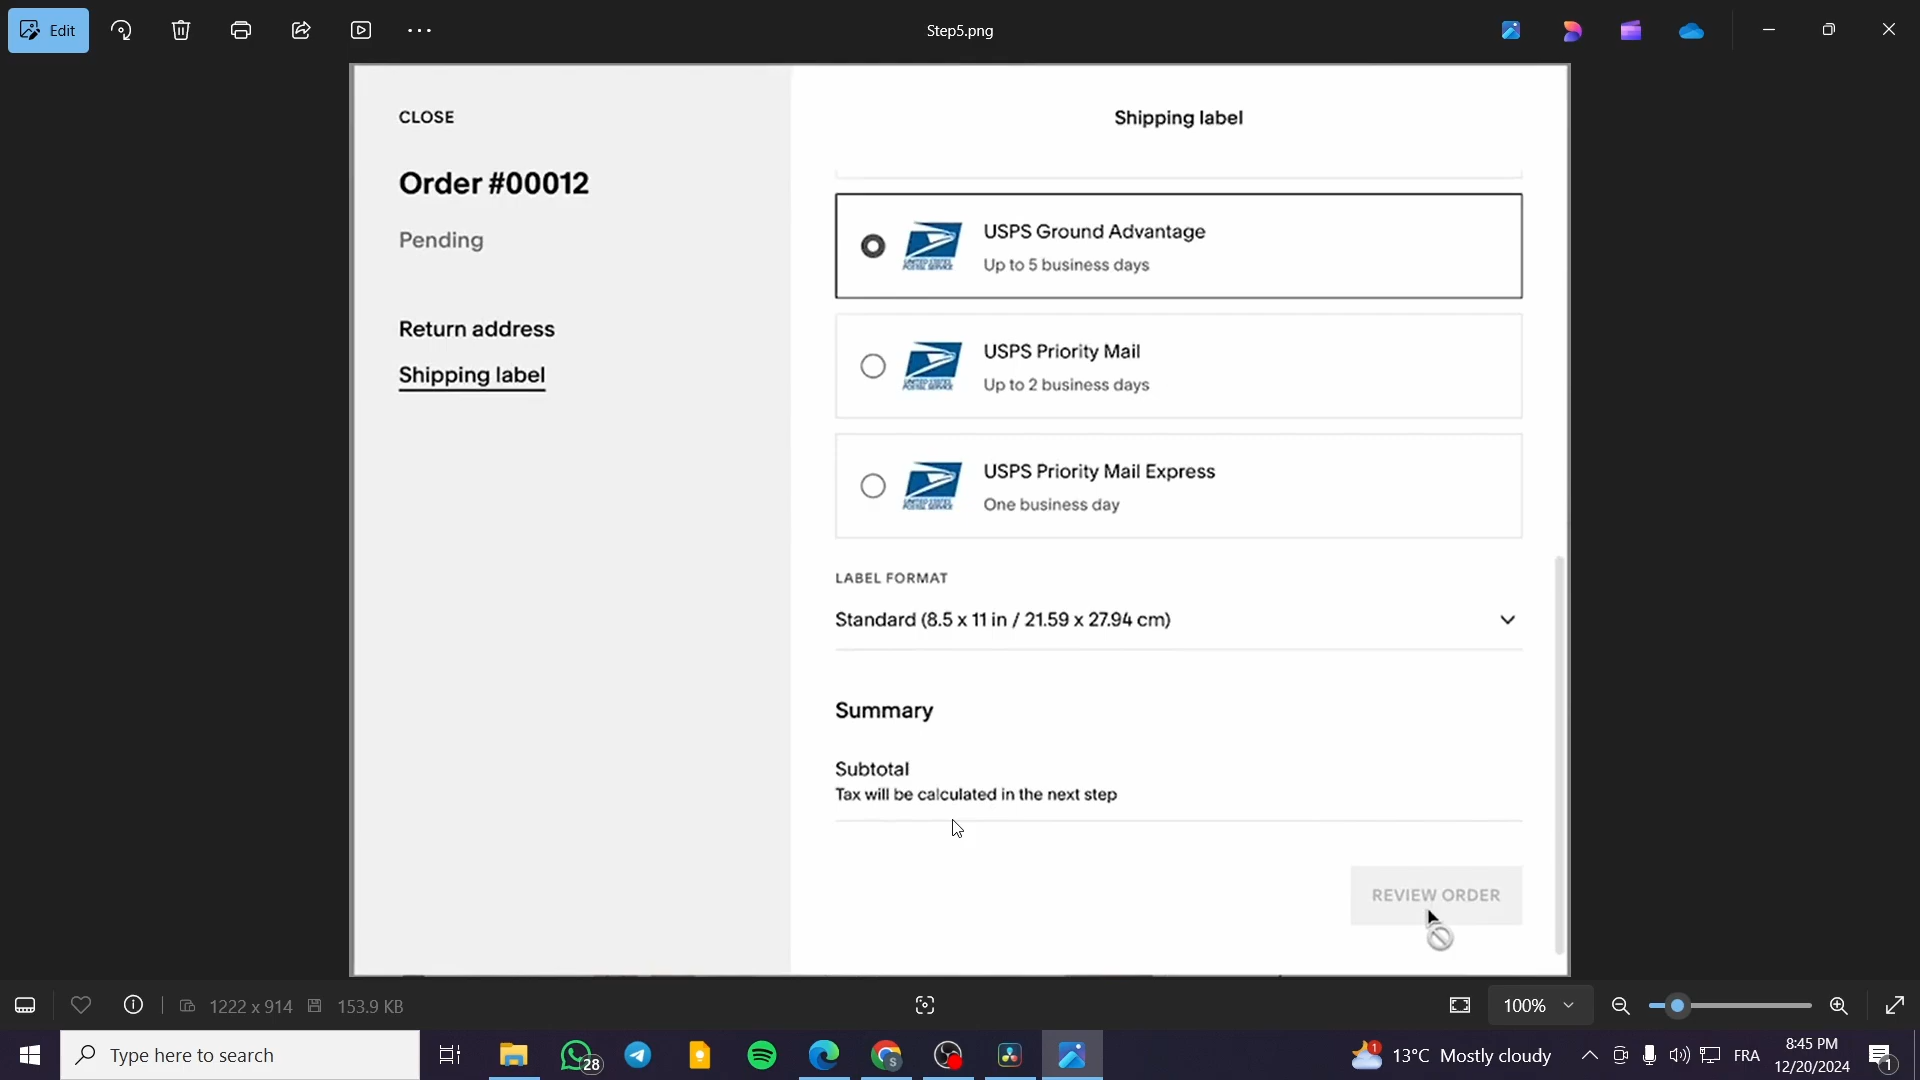 Edit
Step5.png
CLOSE
Order #00012
Pending
Return address
Shipping label
Shipping label
USPS Ground Advantage
Up to 5 business days
USPS Priority Mail
Up to 2 business days
USPS Priority Mail Express
One business day
LABEL FORMAT
Standard (8.5 x 11 in / 21.59 x 27.94 cm)
Summary
Subtotal
Tax will be calculated in the next step
REVIEW ORDER
1222 x 914
153.9 KB
100%
Type here to search
28
1
13°C Mostly cloudy
FRA
8:45 PM
12/20/2024
1